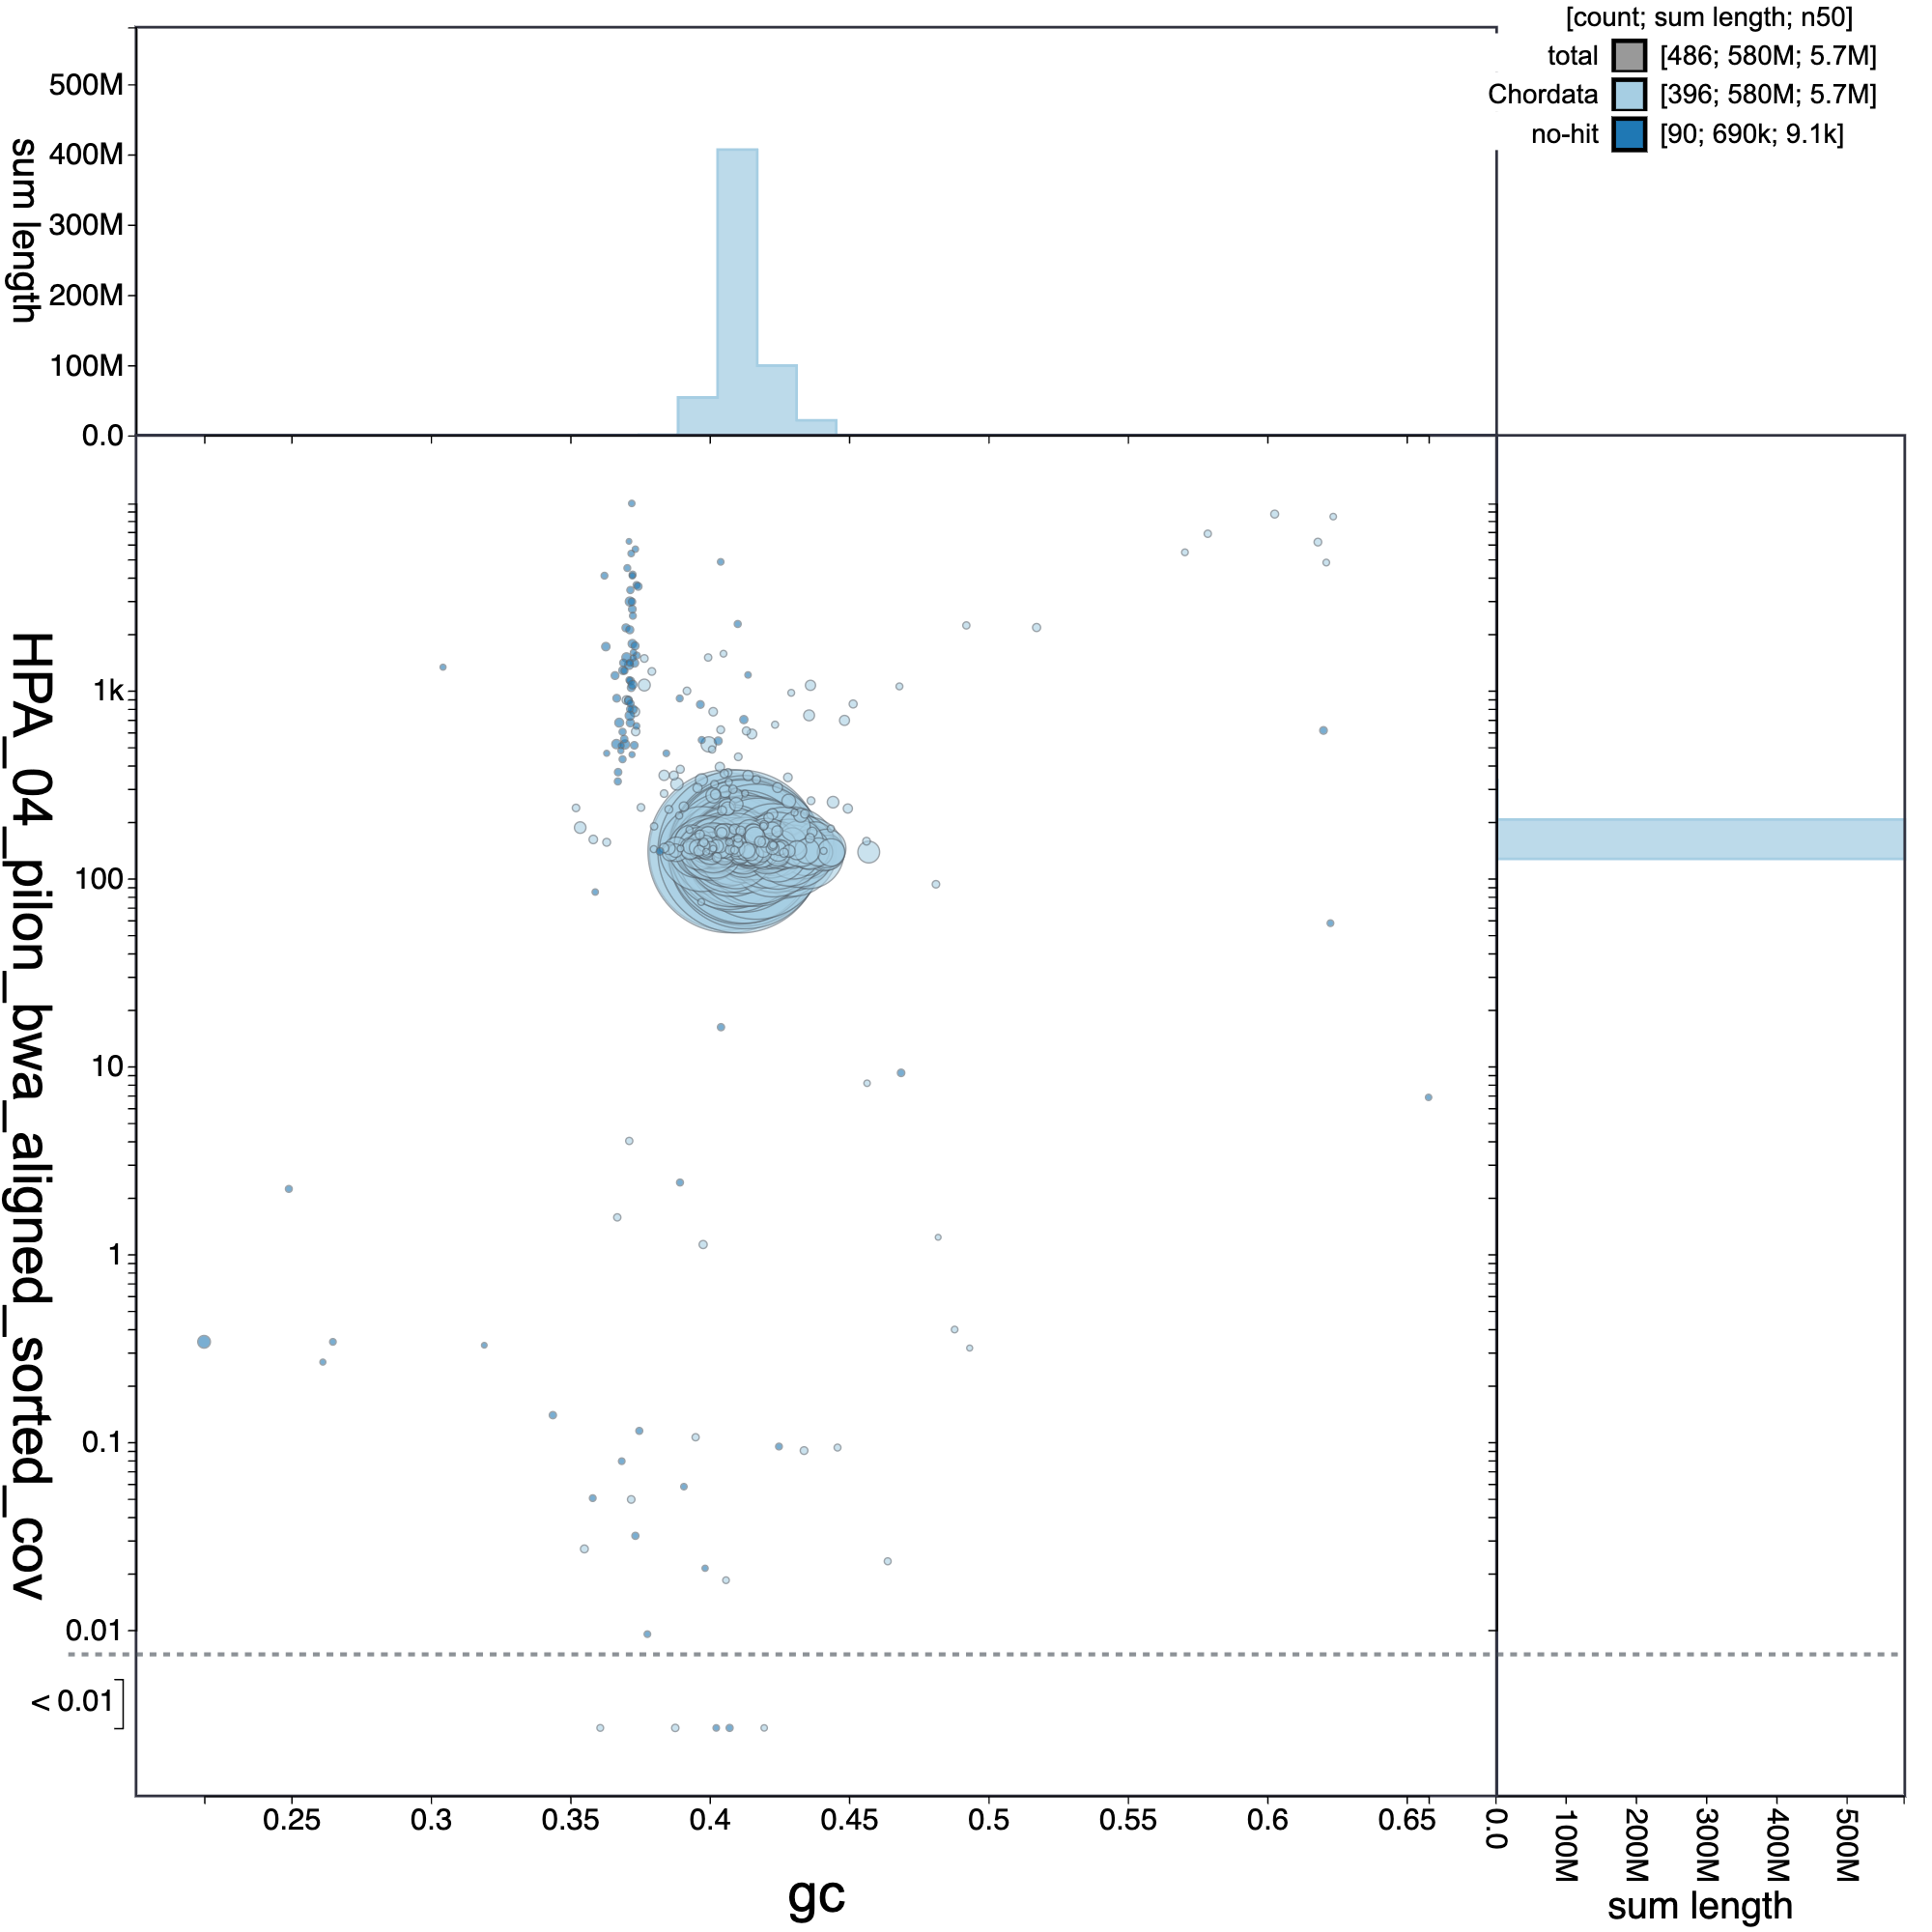 [count; sum length; n50]
total [486; 580M; 5.7M]
Chordata [396; 580M; 5.7M]
no-hit [90; 690k; 9.1k]
sum length
500M
400M
300M
200M
100M
0.0
HPA_04_pilon_bwa_aligned_sorted_cov
1k
100
10
1
0.1
0.01
< 0.01
0.25 0.3 0.35 0.4 0.45 0.5 0.55 0.6 0.65
gc
0.0 100M 200M 300M 400M 500M
sum length